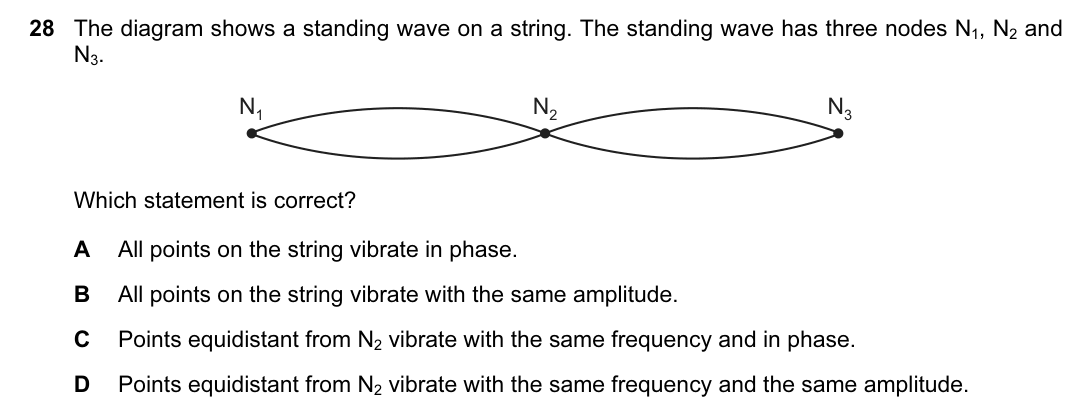 28 The diagram shows a standing wave on a string. The standing wave has three nodes N₁, N₂ and
N₃.
N₁ N₂ N₃
Which statement is correct?
A All points on the string vibrate in phase.
B All points on the string vibrate with the same amplitude.
C Points equidistant from N₂ vibrate with the same frequency and in phase.
D Points equidistant from N₂ vibrate with the same frequency and the same amplitude.